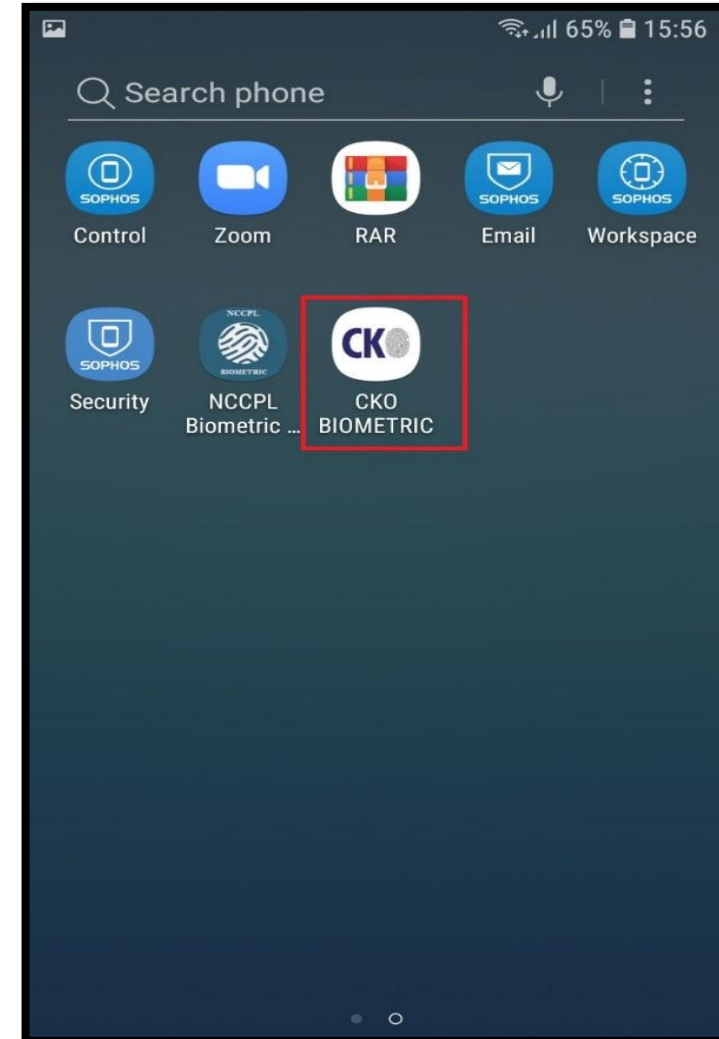 65% 15:56
Search phone
SOPHOS
SOPHOS
SOPHOS
Control Zoom RAR Email Workspace
SOPHOS
NCCPL
BIOMETRIC
CKO
Security
NCCPL
Biometric ...
CKO
BIOMETRIC